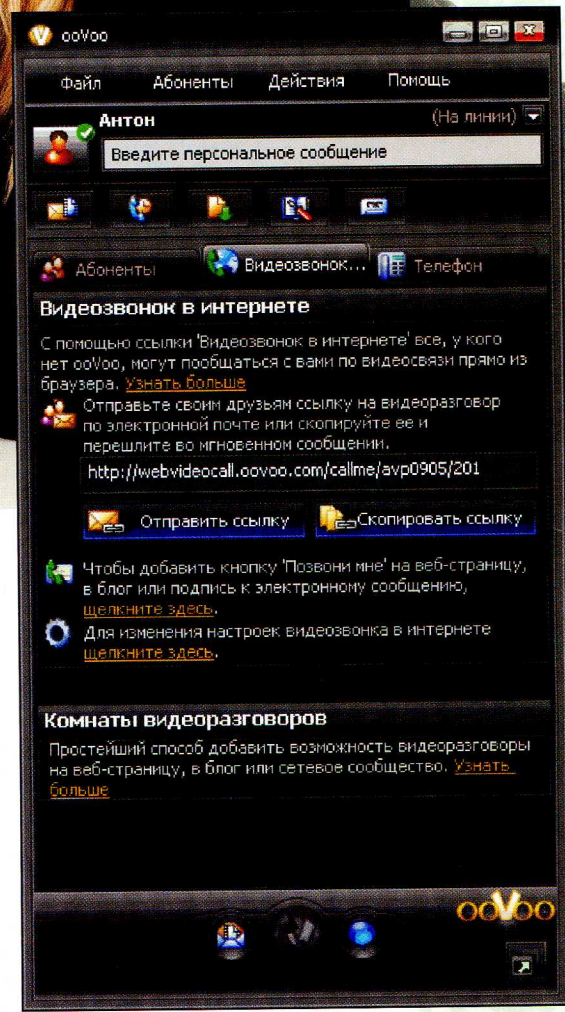 ooVoo
Файл Абоненты Действия Помощь
Антон (На линии)
Введите персональное сообщение
Абоненты Видеозвонок... Телефон
Видеозвонок в интернете
С помощью ссылки 'Видеозвонок в интернете' все, у кого
нет ooVoo, могут пообщаться с вами по видеосвязи прямо из
браузера. Узнать больше
Отправьте своим друзьям ссылку на видеоразговор
по электронной почте или скопируйте ее и
перешлите во мгновенном сообщении.
http://webvideocall.oovoo.com/callme/avp0905/201
Отправить ссылку Скопировать ссылку
Чтобы добавить кнопку 'Позвони мне' на веб-страницу,
в блог или подпись к электронному сообщению,
щелкните здесь.
Для изменения настроек видеозвонка в интернете
щелкните здесь.
Комнаты видеоразговоров
Простейший способ добавить возможность видеоразговоры
на веб-страницу, в блог или сетевое сообщество. Узнать
больше
ooVoo